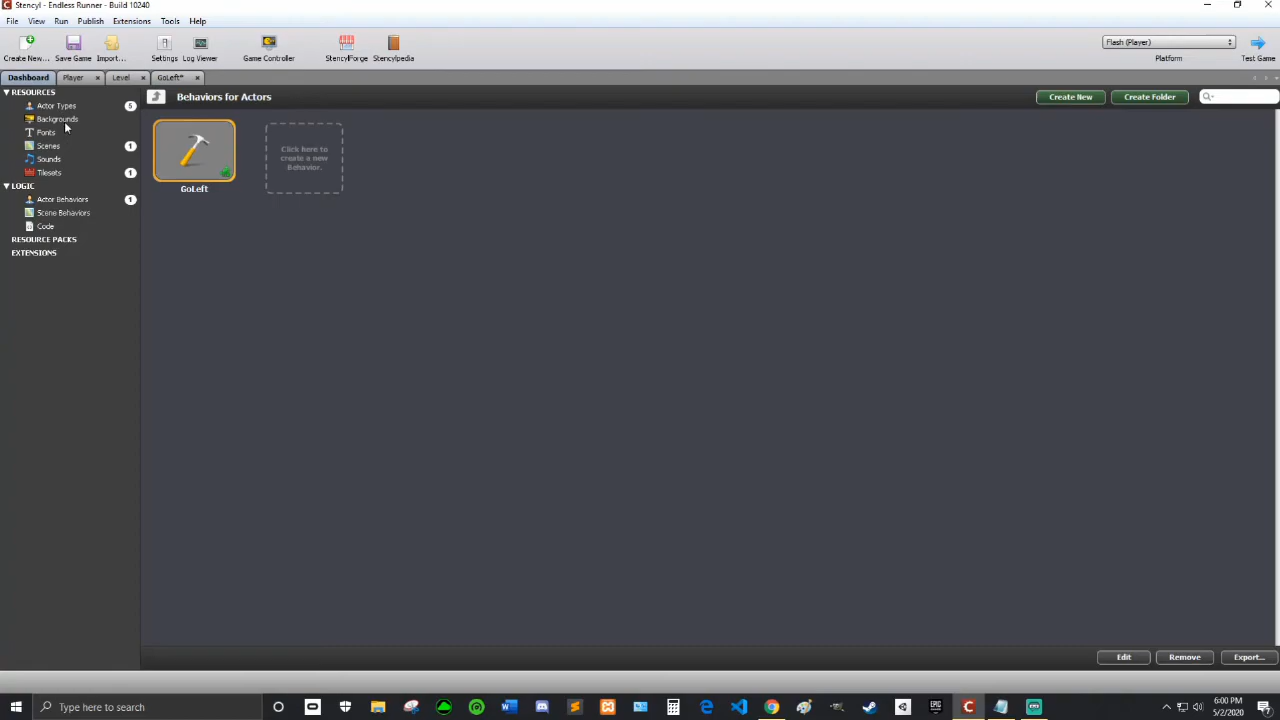 Stencyl - Endless Runner - Build 10240
File View Run Publish Extensions Tools Help
Create New... Save Game Import... Settings Log Viewer Game Controller StencylForge Stencylpedia
Flash (Player)
Platform
Test Game
Dashboard Player Level GoLeft*
RESOURCES
Actor Types 5
Backgrounds
Fonts
Scenes 1
Sounds
Tilesets 1
LOGIC
Actor Behaviors 1
Scene Behaviors
Code
RESOURCE PACKS
EXTENSIONS
Behaviors for Actors
Create New Create Folder
GoLeft
Click here to
create a new
Behavior.
Edit Remove Export...
Type here to search
6:00 PM
5/2/2020